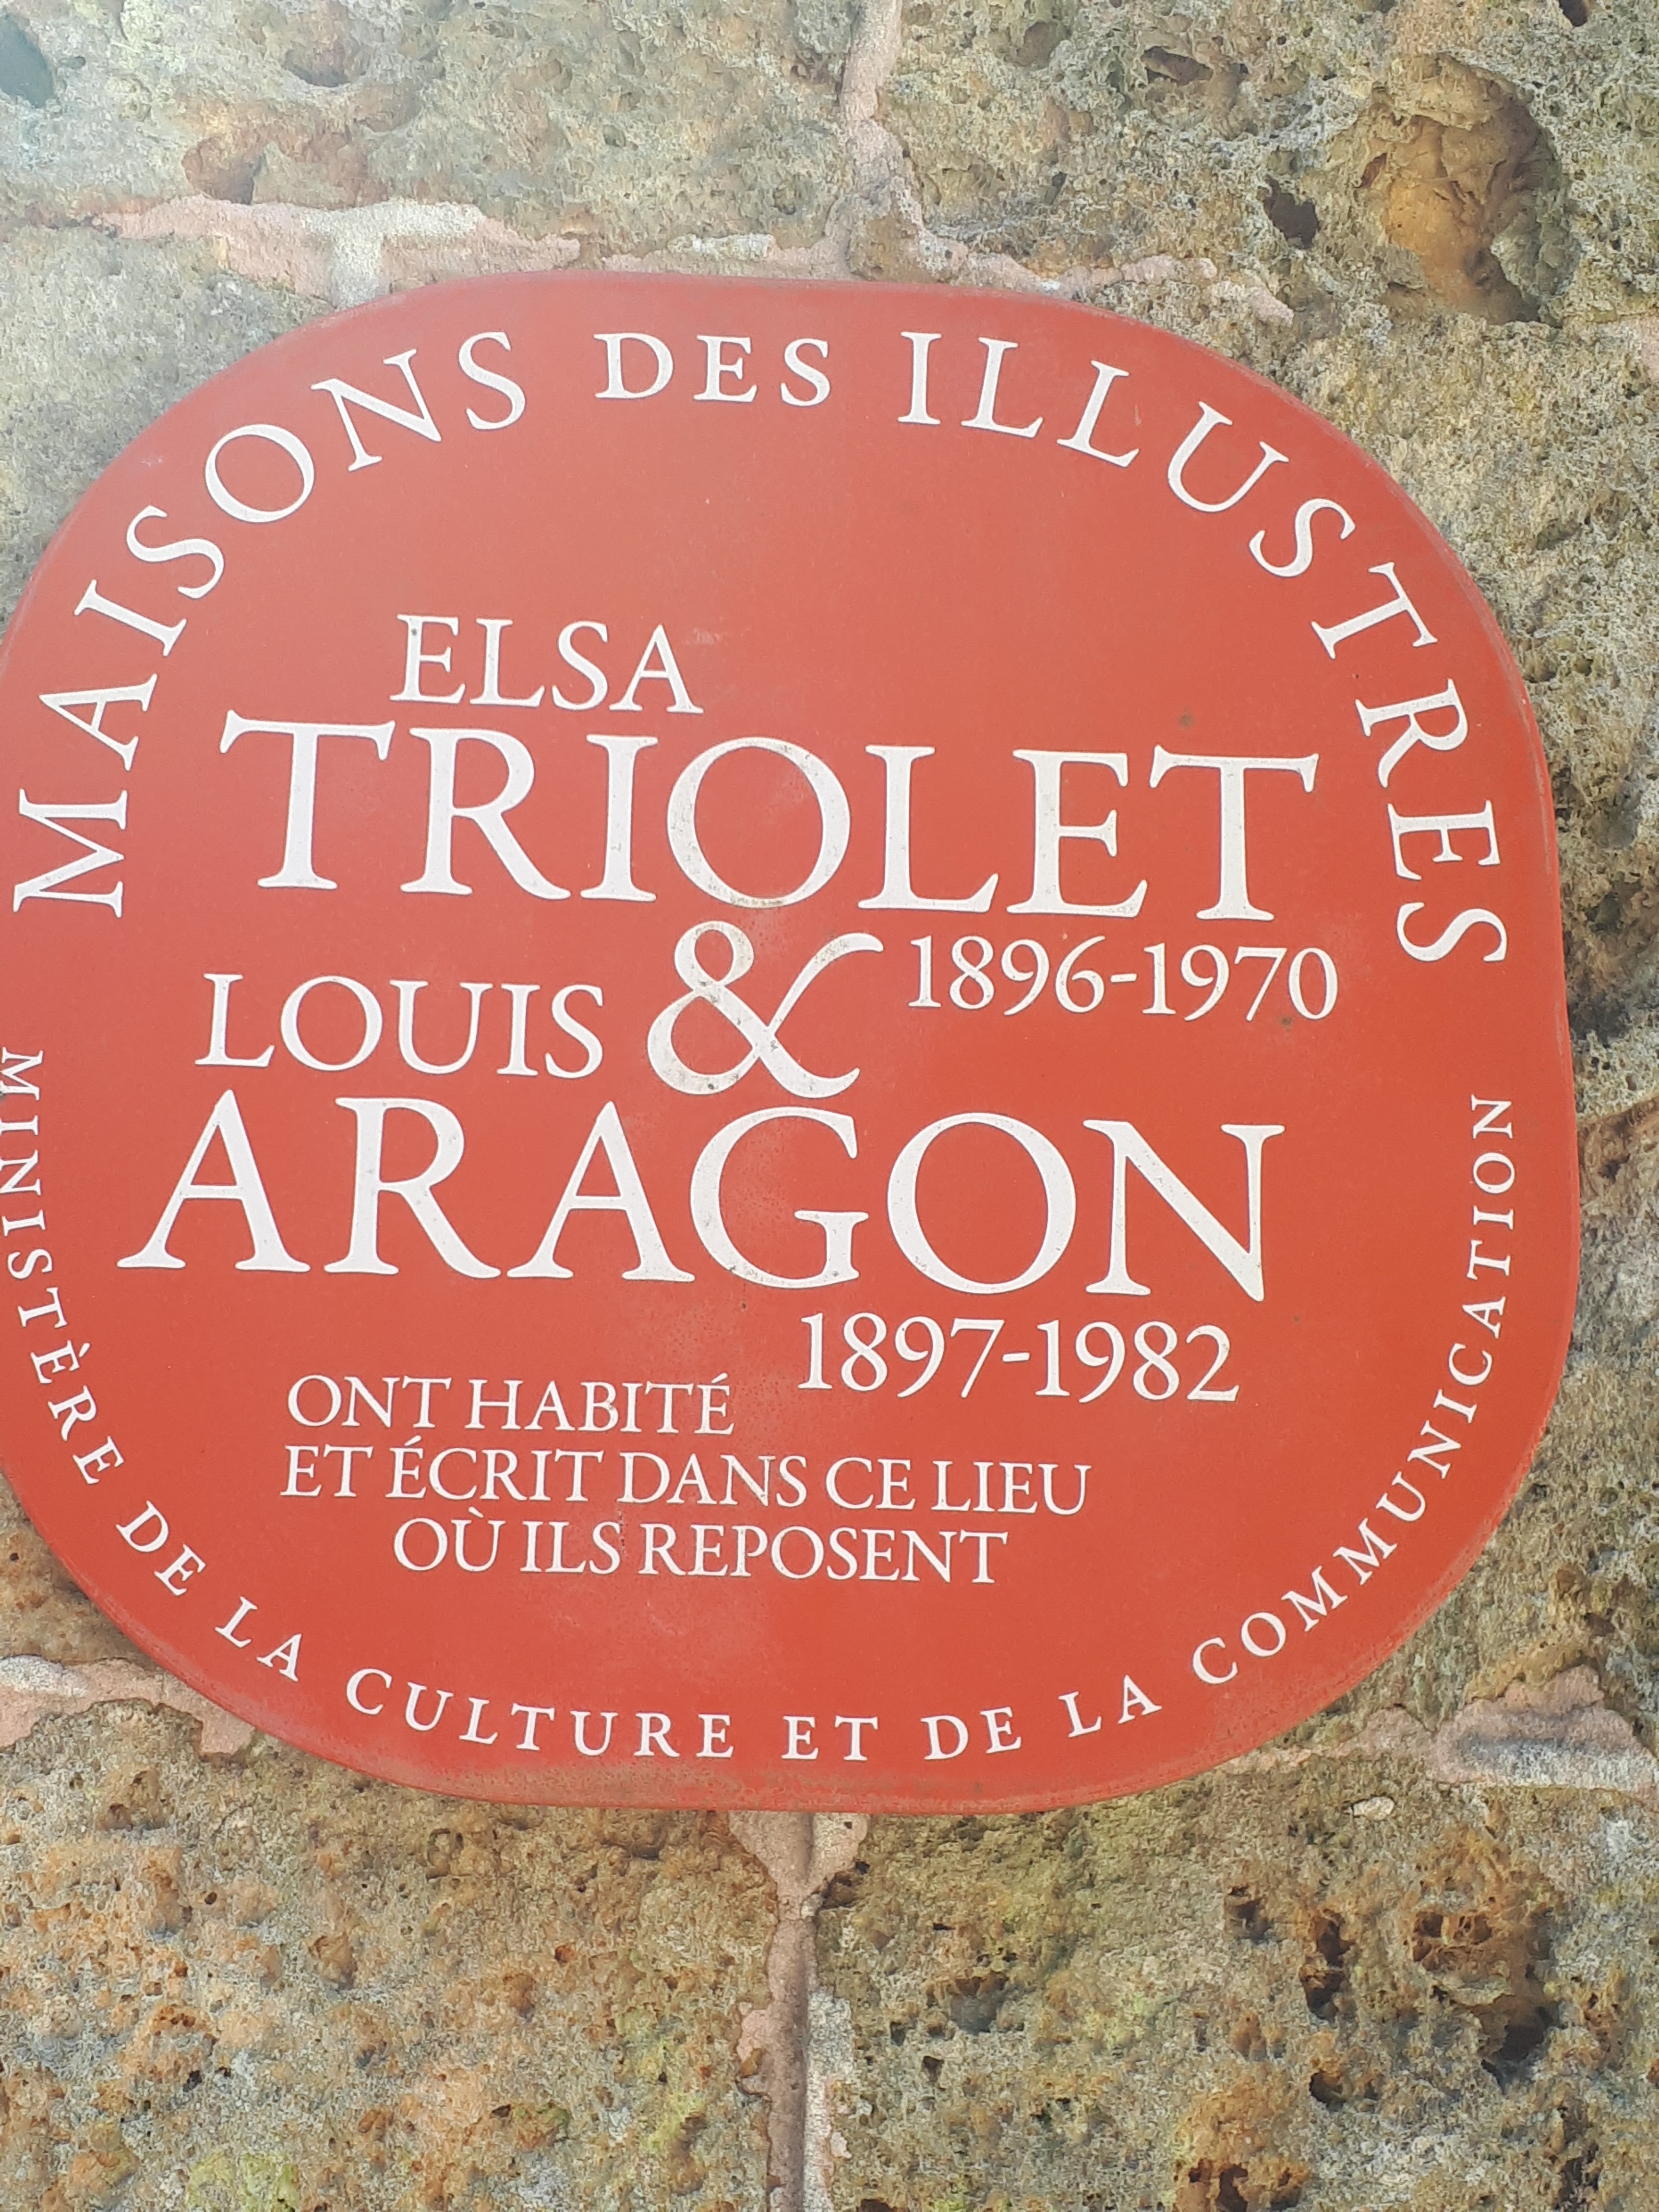 MAISONS DES ILLUSTRES
ELSA
TRIOLET
& 1896-1970
LOUIS
ARAGON
1897-1982
ONT HABITÉ
ET ÉCRIT DANS CE LIEU
OÙ ILS REPOSENT
MINISTÈRE DE LA CULTURE ET DE LA COMMUNICATION